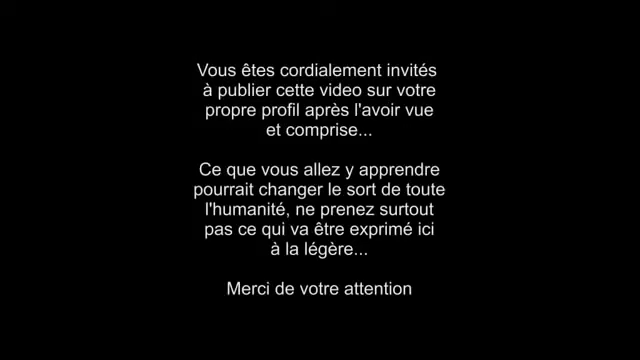 Vous êtes cordialement invités
à publier cette video sur votre
propre profil après l'avoir vue
et comprise...
Ce que vous allez y apprendre
pourrait changer le sort de toute
l'humanité, ne prenez surtout
pas ce qui va être exprimé ici
à la légère...
Merci de votre attention